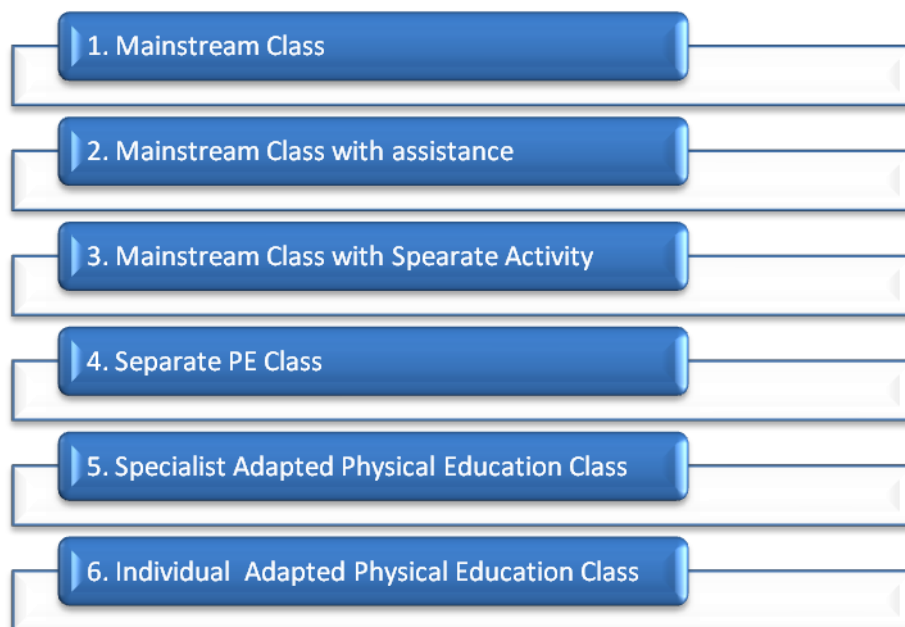 1. Mainstream Class
2. Mainstream Class with assistance
3. Mainstream Class with Spearate Activity
4. Separate PE Class
5. Specialist Adapted Physical Education Class
6. Individual  Adapted Physical Education Class